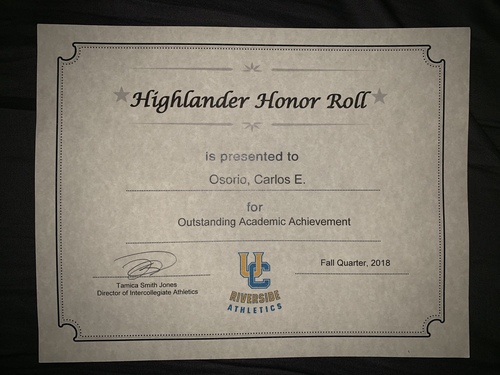 Highlander Honor Roll
is presented to
Osorio, Carlos E.
for
Outstanding Academic Achievement
Tamica Smith Jones
Director of Intercollegiate Athletics
UC
RIVERSIDE
ATHLETICS
Fall Quarter, 2018